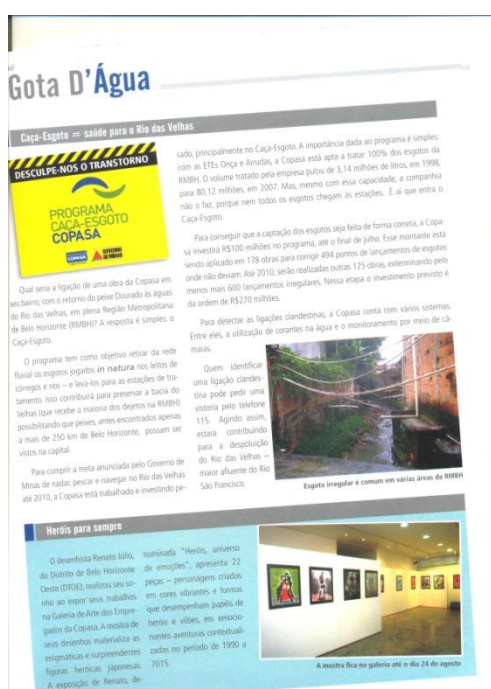 Gota D'Água
Caça-Esgoto = saúde para o Rio das Velhas
DESCULPE-NOS O TRANSTORNO
PROGRAMA
CAÇA-ESGOTO
COPASA
COPASA
GOVERNO
DE MINAS
Qual seria a ligação de uma obra da Copasa em
seu bairro, com o retorno do peixe Dourado às águas
do Rio das Velhas, em plena Região Metropolitana
de Belo Horizonte (RMBH)? A resposta é simples: o
Caça-Esgoto.
O programa tem como objetivo retirar da rede
fluvial os esgotos jogados in natura nos leitos de
córregos e rios – e levá-los para as estações de tra-
tamento. Isso contribuirá para preservar a bacia do
Velhas (que recebe a maioria dos dejetos na RMBH)
possibilitando que peixes, antes encontrados apenas
a mais de 250 km de Belo Horizonte, possam ser
vistos na capital.
Para cumprir a meta anunciada pelo Governo de
Minas de nadar, pescar e navegar no Rio das Velhas
até 2010, a Copasa está trabalhado e investindo pe-
sado, principalmente no Caça-Esgoto. A importância dada ao programa é simples:
com as ETEs Onça e Arrudas, a Copasa está apta a tratar 100% dos esgotos da
RMBH. O volume tratado pela empresa pulou de 3,14 milhões de litros, em 1998,
para 80,12 milhões, em 2007. Mas, mesmo com essa capacidade, a companhia
não o faz, porque nem todos os esgotos chegam às estações. É aí que entra o
Caça-Esgoto.
Para conseguir que a captação dos esgotos seja feita de forma correta, a Copa-
sa investirá R$100 milhões no programa, até o final de julho. Esse montante está
sendo aplicado em 178 obras para corrigir 494 pontos de lançamentos de esgotos
onde não deviam. Até 2010, serão realizadas outras 125 obras, exterminando pelo
menos mais 600 lançamentos irregulares. Nessa etapa o investimento previsto é
da ordem de R$270 milhões.
Para detectar as ligações clandestinas, a Copasa conta com vários sistemas.
Entre eles, a utilização de corantes na água e o monitoramento por meio de câ-
maras.
Quem identificar
uma ligação clandes-
tina pode pedir uma
vistoria pelo telefone
115. Agindo assim,
estará contribuindo
para a despoluição
do Rio das Velhas –
maior afluente do Rio
São Francisco.
Esgoto irregular é comum em várias áreas da RMBH
Heróis para sempre
O desenhista Renato Júlio,
do Distrito de Belo Horizonte
Oeste (DTOE), realizou seu so-
nho ao expor seus trabalhos
na Galeria de Arte dos Empre-
gados da Copasa. A mostra de
seus desenhos materializa as
enigmáticas e surpreendentes
figuras heróicas japonesas.
A exposição de Renato, de-
nominada "Heróis, universo
de emoções", apresenta 22
peças – personagens criados
em cores vibrantes e formas
que desempenham papéis de
heróis e vilões, em emocio-
nantes aventuras contextuali-
zadas no período de 1990 a
7015.
A mostra fica na galeria até o dia 24 de agosto